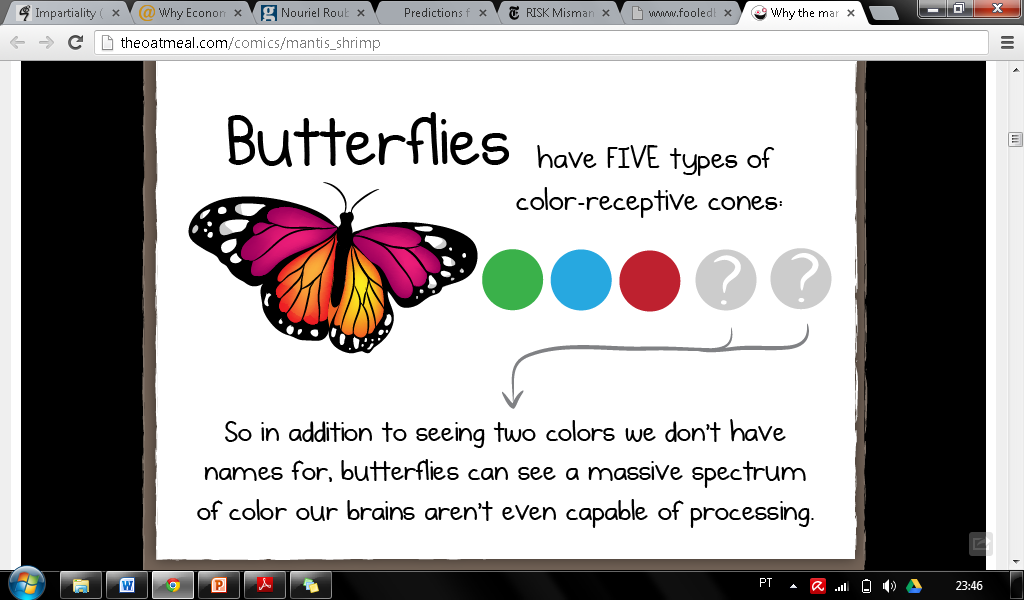 Impartiality (
Why Econom
Nouriel Roub
Predictions f
RISK Misman
www.fooledl
Why the mar
theoatmeal.com/comics/mantis_shrimp
Butterflies have FIVE types of
color-receptive cones:
? ?
So in addition to seeing two colors we don't have
names for, butterflies can see a massive spectrum
of color our brains aren't even capable of processing.
PT
23:46